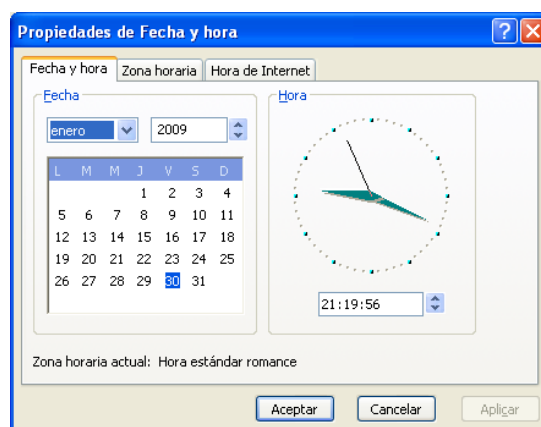 Propiedades de Fecha y hora
Fecha y hora Zona horaria Hora de Internet
Fecha
enero 2009
L M M J V S D
1 2 3 4
5 6 7 8 9 10 11
12 13 14 15 16 17 18
19 20 21 22 23 24 25
26 27 28 29 30 31
Hora
21:19:56
Zona horaria actual: Hora estándar romance
Aceptar Cancelar Aplicar